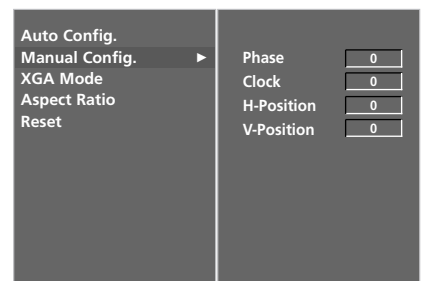 Auto Config.
Manual Config. ►
XGA Mode
Aspect Ratio
Reset
Phase 0
Clock 0
H-Position 0
V-Position 0